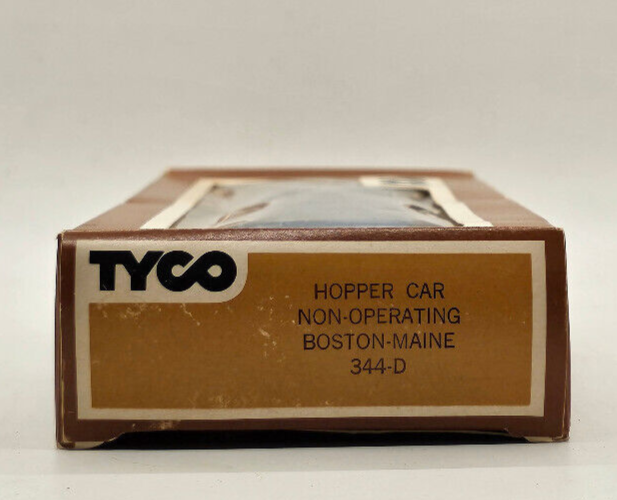 TYCO
HOPPER CAR
NON-OPERATING
BOSTON-MAINE
344-D